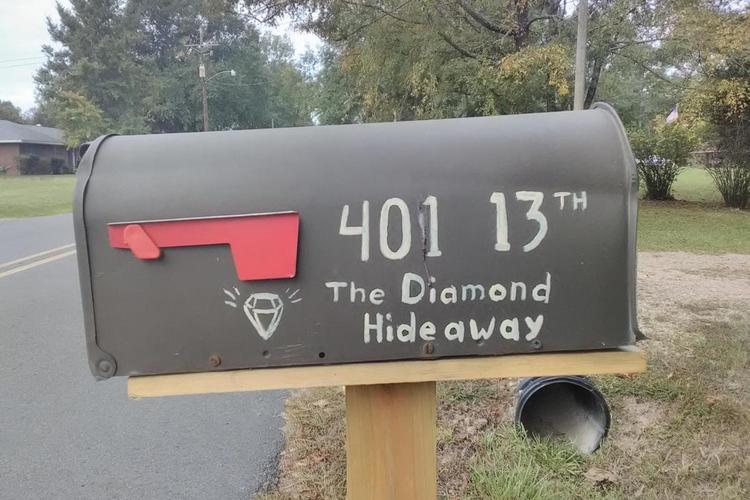 401 13TH
The Diamond
Hideaway